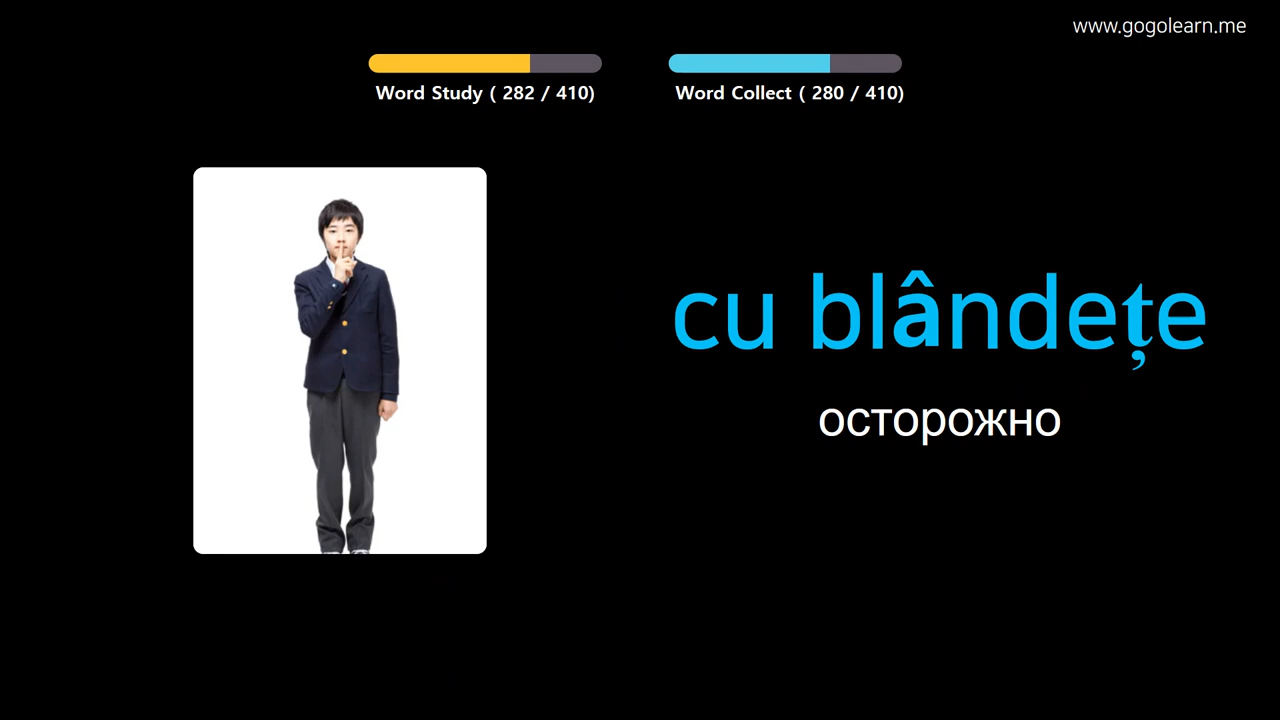 www.gogolearn.me
Word Study ( 282 / 410)
Word Collect ( 280 / 410)
cu blândețe
осторожно